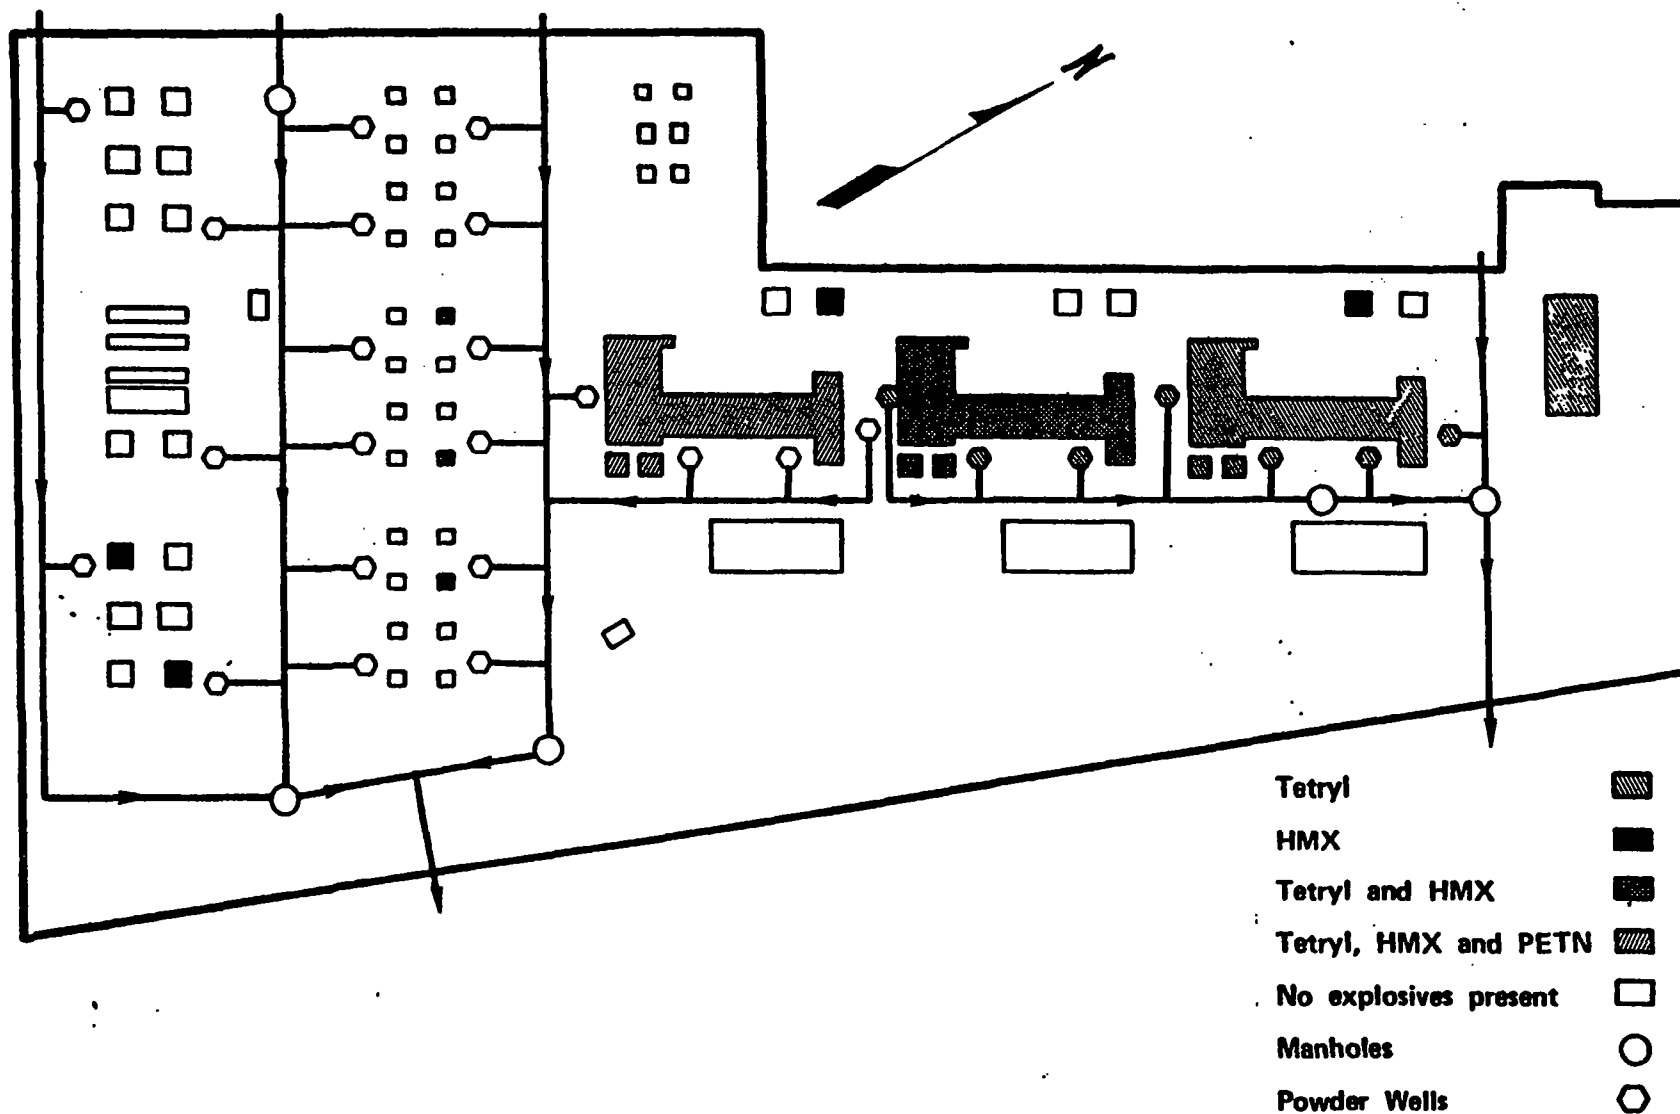 N
Tetryl
HMX
Tetryl and HMX
Tetryl, HMX and PETN
No explosives present
Manholes
Powder Wells